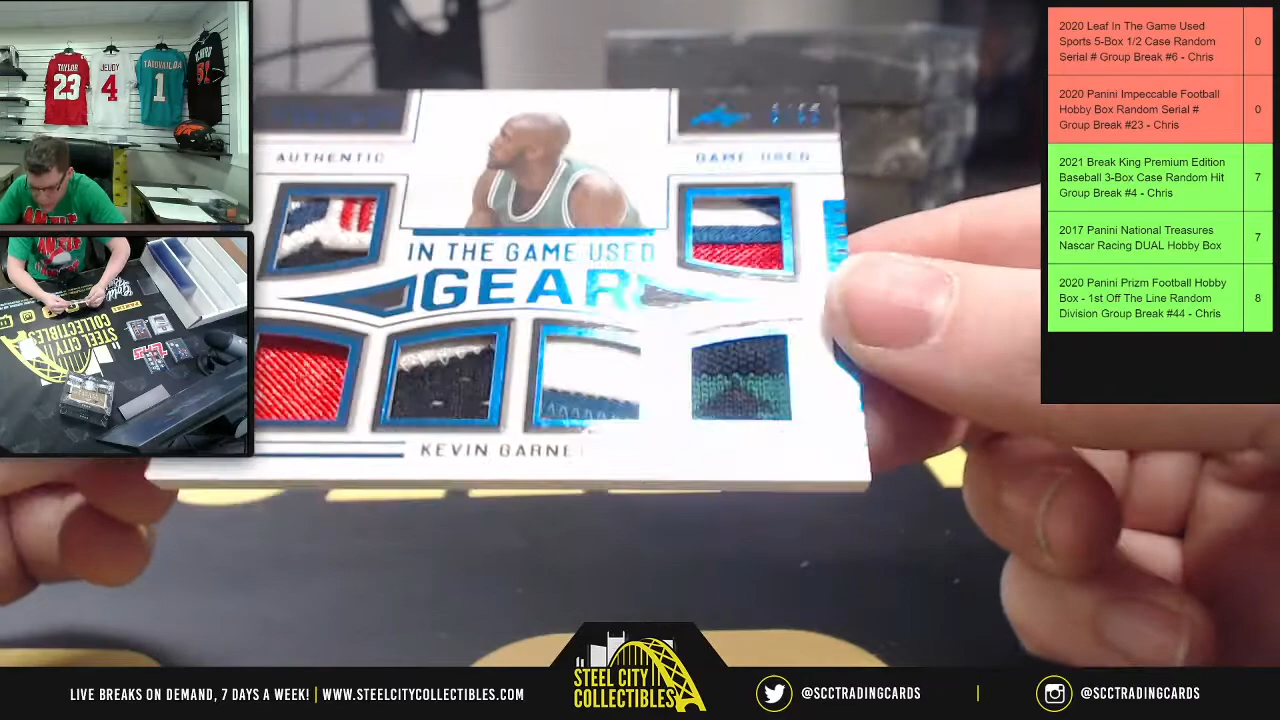 TAYLOR
23
JEUDY
4
TAGOVAILOA
1
51
AUTHENTIC
GAME USED
IN THE GAME USED
GEAR
KEVIN GARNE
STEEL CITY
COLLECTIBLES
2020 Leaf In The Game Used
Sports 5-Box 1/2 Case Random
Serial # Group Break #6 - Chris
0
2020 Panini Impeccable Football
Hobby Box Random Serial #
Group Break #23 - Chris
0
2021 Break King Premium Edition
Baseball 3-Box Case Random Hit
Group Break #4 - Chris
7
2017 Panini National Treasures
Nascar Racing DUAL Hobby Box
7
2020 Panini Prizm Football Hobby
Box - 1st Off The Line Random
Division Group Break #44 - Chris
8
LIVE BREAKS ON DEMAND, 7 DAYS A WEEK! | WWW.STEELCITYCOLLECTIBLES.COM
STEEL CITY
COLLECTIBLES
@SCCTRADINGCARDS | @SCCTRADINGCARDS